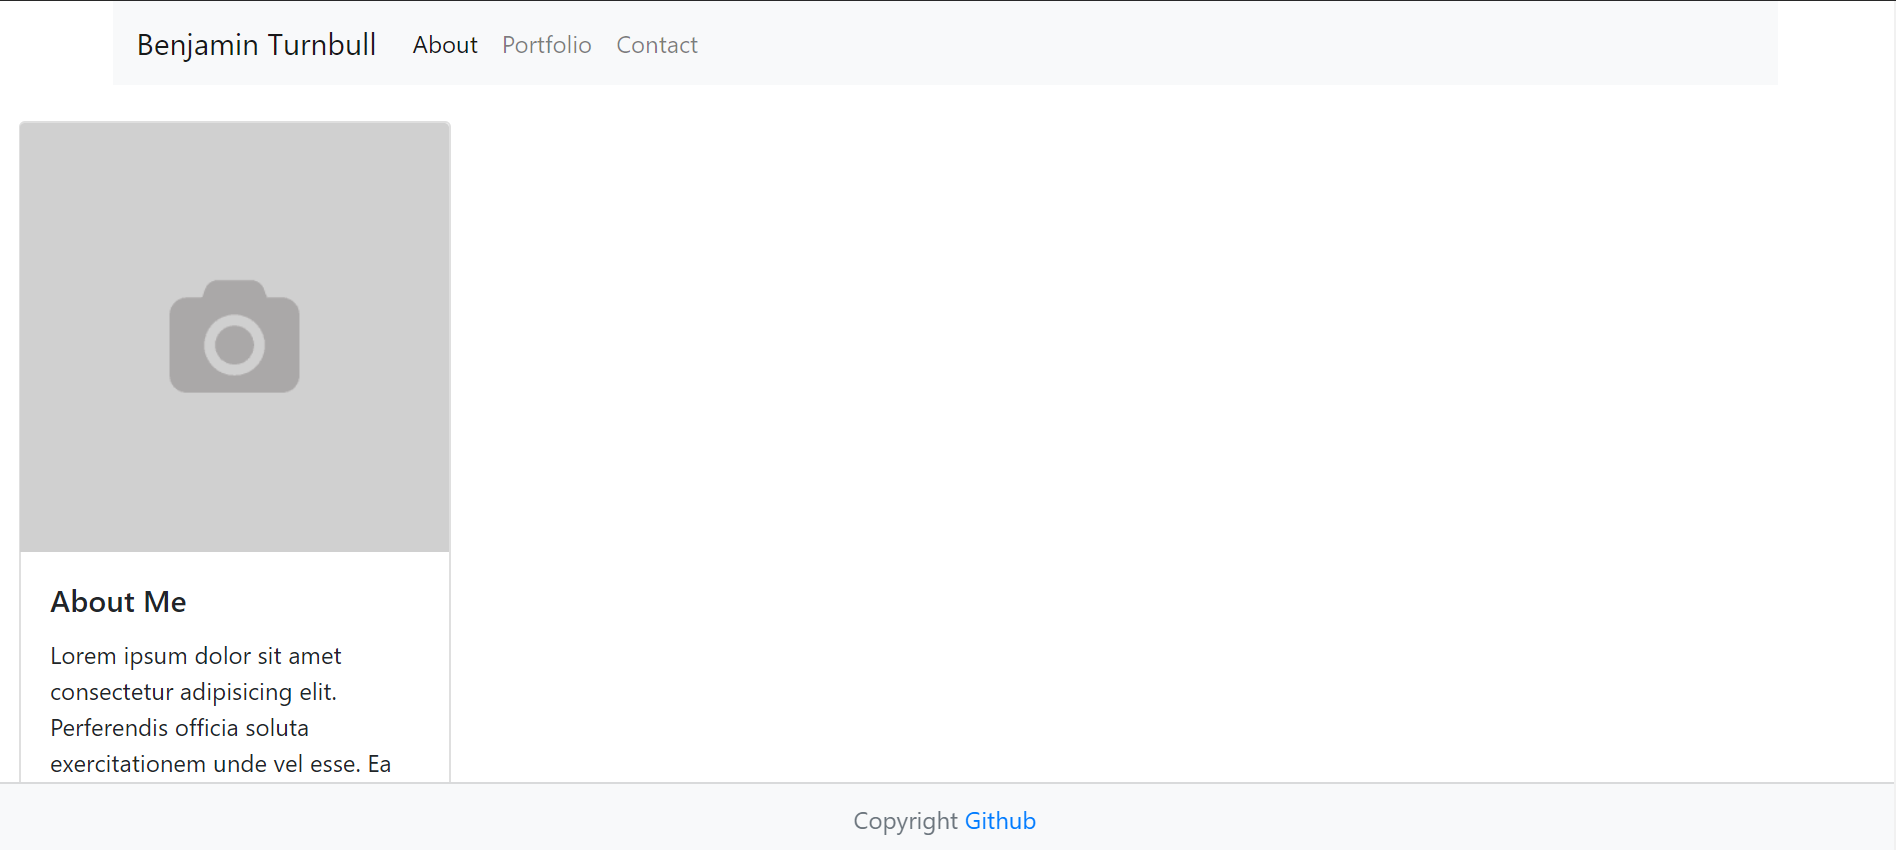 Benjamin Turnbull About Portfolio Contact
About Me
Lorem ipsum dolor sit amet
consectetur adipisicing elit.
Perferendis officia soluta
exercitationem unde vel esse. Ea
Copyright Github